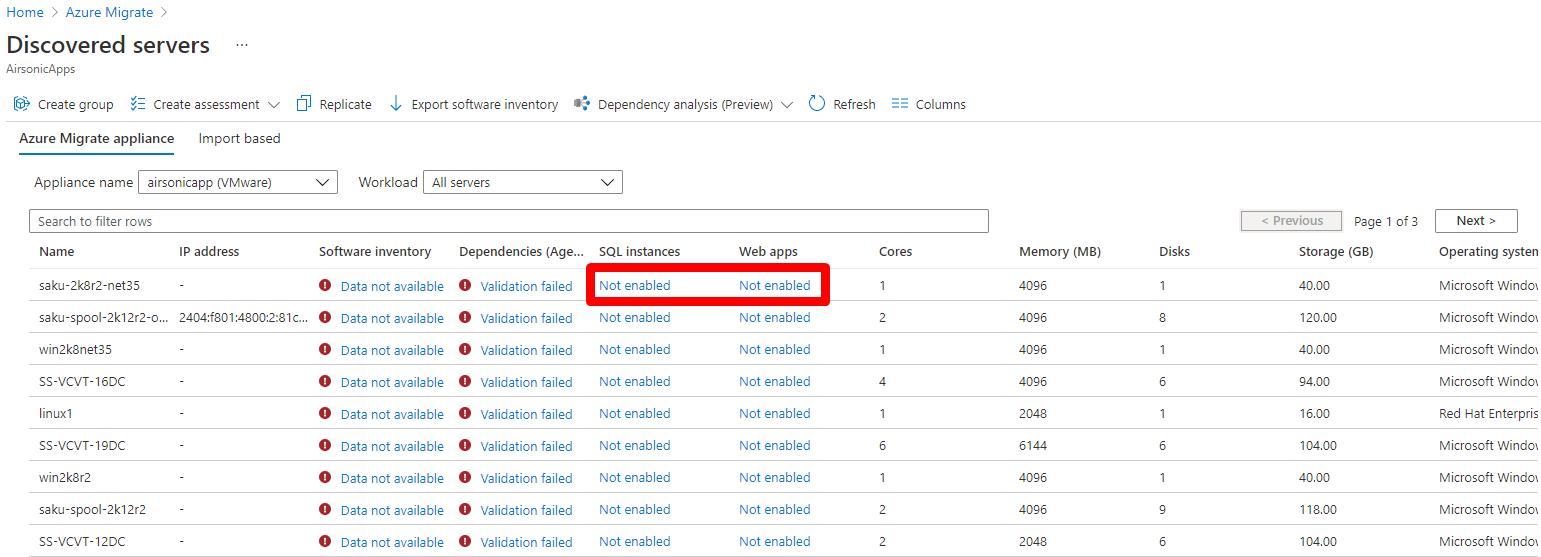 Home > Azure Migrate >
Discovered servers ...
AirsonicApps
Create group Create assessment Replicate Export software inventory Dependency analysis (Preview) Refresh Columns
Azure Migrate appliance Import based
Appliance name airsonicapp (VMware) Workload All servers
Search to filter rows < Previous Page 1 of 3 Next >
Name IP address Software inventory Dependencies (Age... SQL instances Web apps Cores Memory (MB) Disks Storage (GB) Operating system
saku-2k8r2-net35 - Data not available Validation failed Not enabled Not enabled 1 4096 1 40.00 Microsoft Window
saku-spool-2k12r2-o... 2404:f801:4800:2:81c... Data not available Validation failed Not enabled Not enabled 2 4096 8 120.00 Microsoft Window
win2k8net35 - Data not available Validation failed Not enabled Not enabled 1 4096 1 40.00 Microsoft Window
SS-VCVT-16DC - Data not available Validation failed Not enabled Not enabled 4 4096 6 94.00 Microsoft Window
linux1 - Data not available Validation failed Not enabled Not enabled 1 2048 1 16.00 Red Hat Enterpris
SS-VCVT-19DC - Data not available Validation failed Not enabled Not enabled 6 6144 6 104.00 Microsoft Window
win2k8r2 - Data not available Validation failed Not enabled Not enabled 1 4096 1 40.00 Microsoft Window
saku-spool-2k12r2 - Data not available Validation failed Not enabled Not enabled 2 4096 9 118.00 Microsoft Window
SS-VCVT-12DC - Data not available Validation failed Not enabled Not enabled 2 2048 6 104.00 Microsoft Window